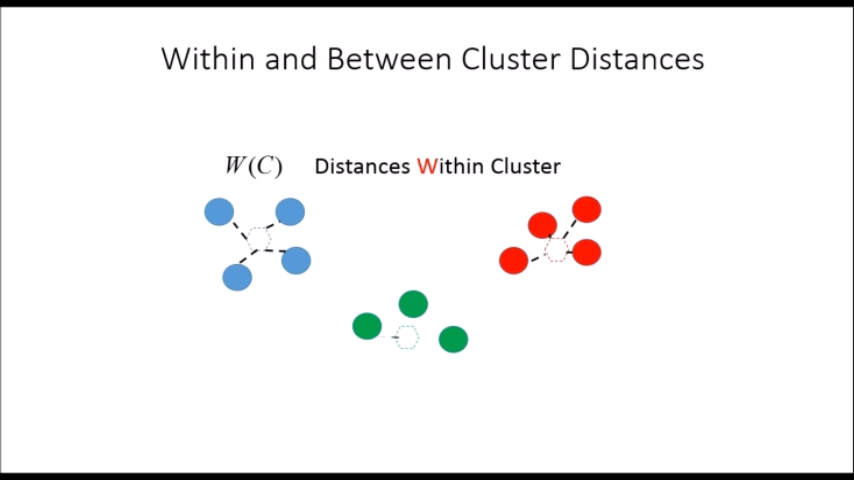 Within and Between Cluster Distances
W(C) Distances Within Cluster